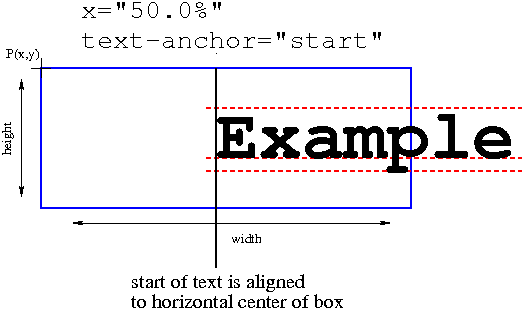 x="50.0%"
text-anchor="start"
P(x,y)
height
Example
width
start of text is aligned
to horizontal center of box